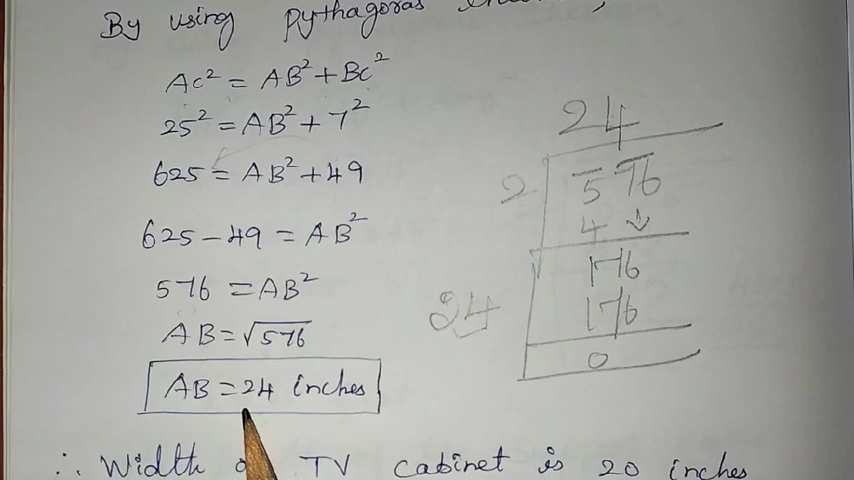 By using Pythagoras
AC² = AB² + BC²
25² = AB² + 7²
625 = AB² + 49
625 - 49 = AB²
576 = AB²
AB = √576
AB = 24 inches
∴ Width TV cabinet is 20 inches
24
2 576
4 ↓
176
24 176
0